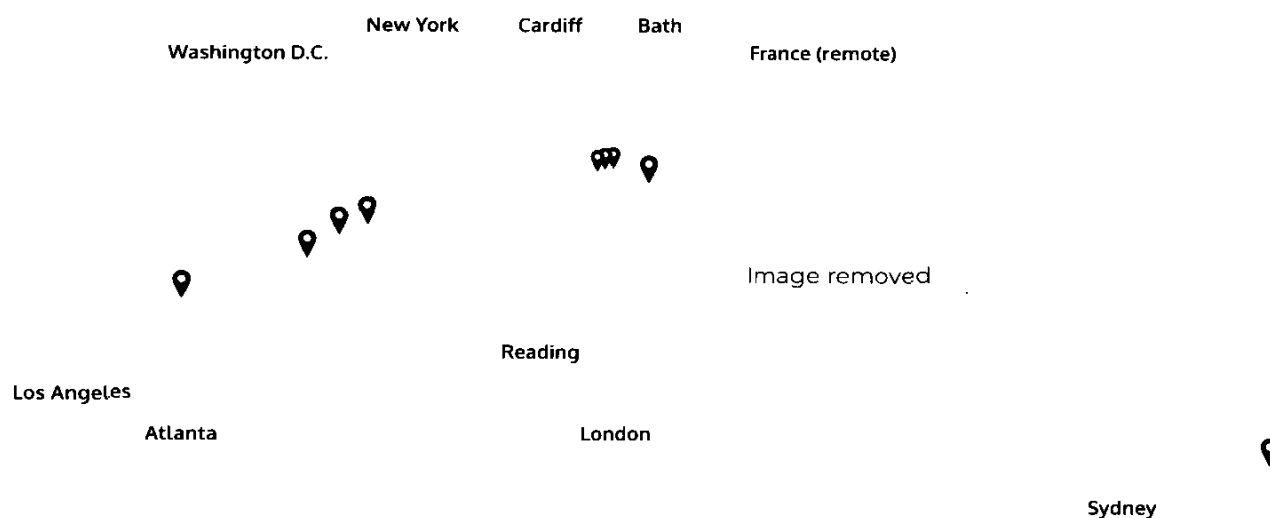 New York
Cardiff
Bath
Washington D.C.
France (remote)
Image removed
Reading
Los Angeles
Atlanta
London
Sydney